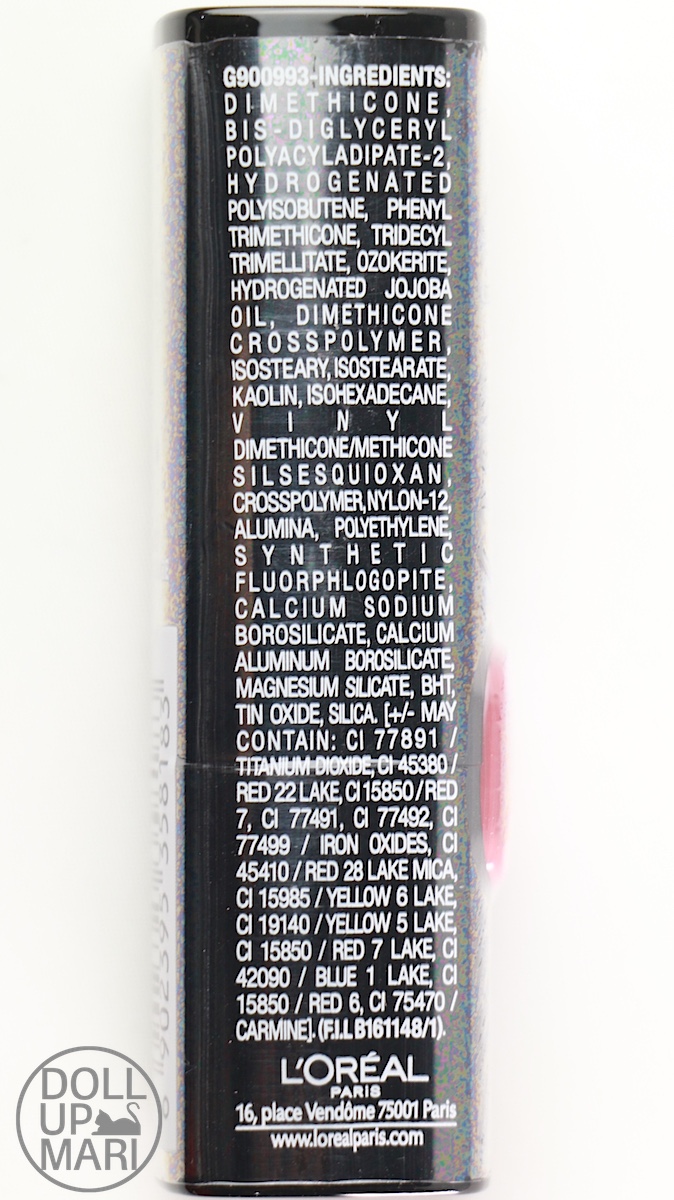 G900993-INGREDIENTS:
DIMETHICONE,
BIS-DIGLYCERYL
POLYACYLADIPATE-2,
HYDROGENATED
POLYISOBUTENE, PHENYL
TRIMETHICONE, TRIDECYL
TRIMELLITATE, OZOKERITE,
HYDROGENATED JOJOBA
OIL, DIMETHICONE
CROSSPOLYMER,
ISOSTEARY, ISOSTEARATE,
KAOLIN, ISOHEXADECANE,
VINYL
DIMETHICONE/METHICONE
SILSESQUIOXAN,
CROSSPOLYMER, NYLON-12,
ALUMINA, POLYETHYLENE,
SYNTHETIC
FLUORPHLOGOPITE,
CALCIUM SODIUM
BOROSILICATE, CALCIUM
ALUMINUM BOROSILICATE,
MAGNESIUM SILICATE, BHT,
TIN OXIDE, SILICA. [+/- MAY
CONTAIN: CI 77891 /
TITANIUM DIOXIDE, CI 45380 /
RED 22 LAKE, CI 15850 / RED
7, CI 77491, CI 77492, CI
77499 / IRON OXIDES, CI
45410 / RED 28 LAKE MICA,
CI 15985 / YELLOW 6 LAKE,
CI 19140 / YELLOW 5 LAKE,
CI 15850 / RED 7 LAKE, CI
42090 / BLUE 1 LAKE, CI
15850 / RED 6, CI 75470 /
CARMINE]. (F.I.L B161148/1).
L'ORÉAL
PARIS
16, place Vendôme 75001 Paris
www.lorealparis.com
DOLL
UP
MARI